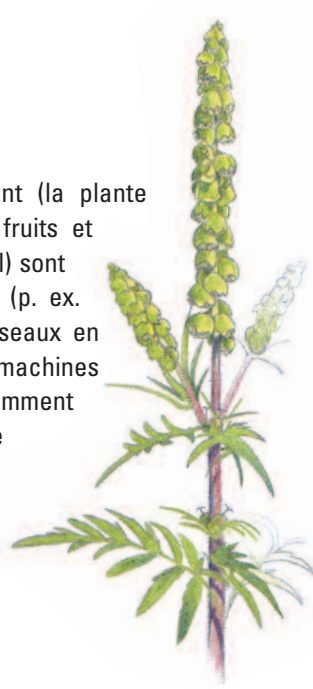 nt (la plante
fruits et
l) sont
(p. ex.
seaux en
machines
mment
e